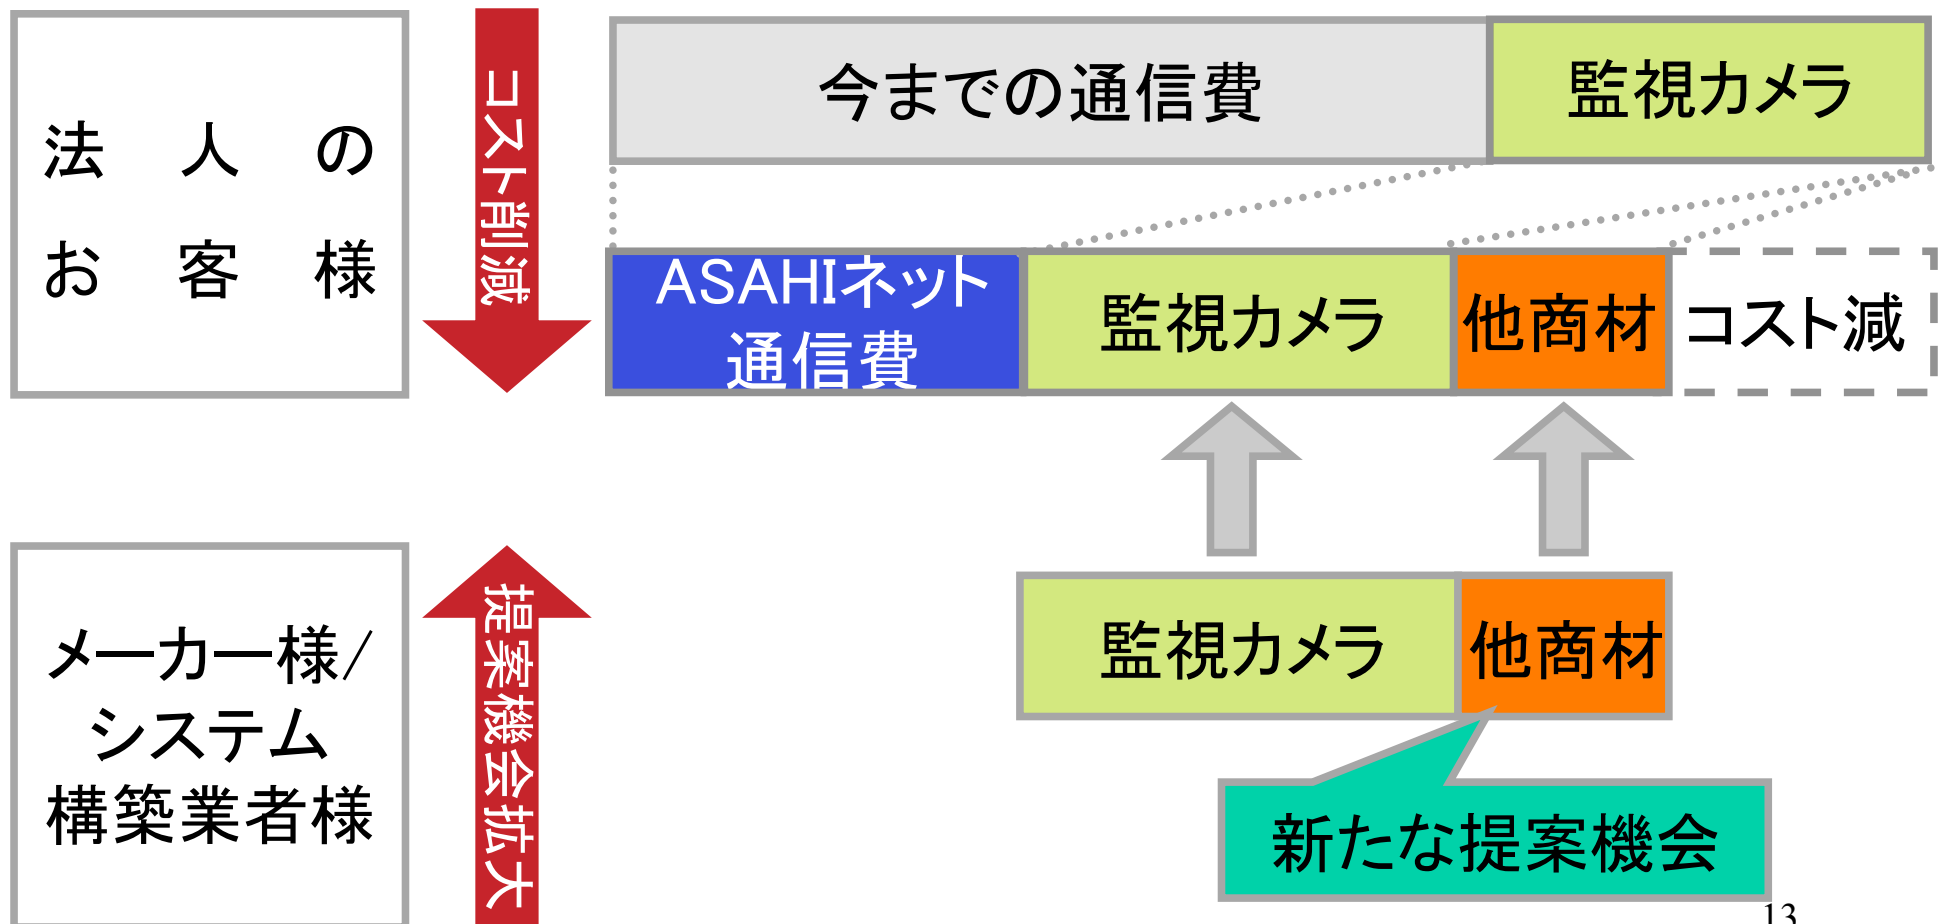 法人の
お客様
コスト削減
今までの通信費
監視カメラ
ASAHIネット
通信費
監視カメラ
他商材
コスト減
メーカー様/
システム
構築業者様
提案機会拡大
監視カメラ
他商材
新たな提案機会
13